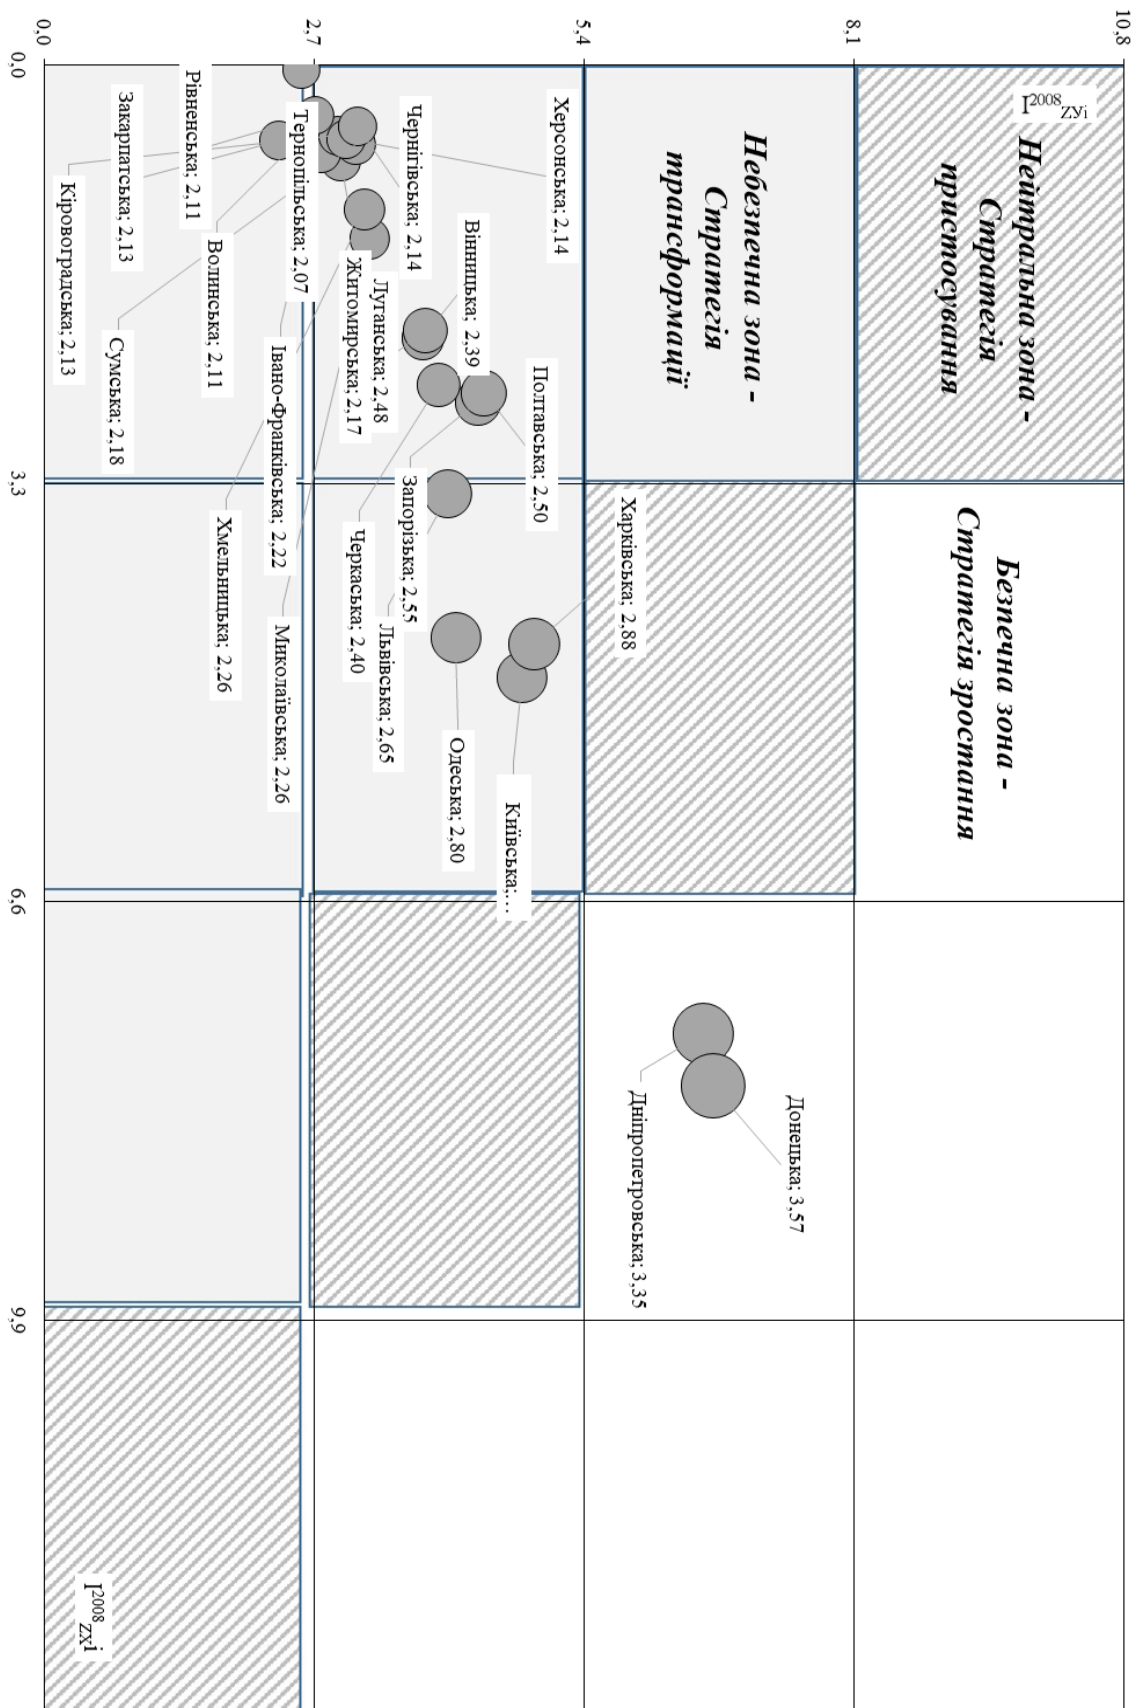 10,8
8,1
5,4
2,7
0,0
0,0
3,3
6,6
9,9
I²⁰⁰⁸ZYi
Нейтральна зона -
Стратегія
пристосування
Безпечна зона -
Стратегія зростання
Небезпечна зона -
Стратегія
трансформації
Донецька; 3,57
Дніпропетровська; 3,35
Харківська; 2,88
Херсонська; 2,14
Полтавська; 2,50
Київська;...
Вінницька; 2,39
Одеська; 2,80
Чернігівська; 2,14
Запорізька; 2,55
Луганська; 2,48
Львівська; 2,65
Житомирська; 2,17
Черкаська; 2,40
Тернопільська; 2,07
Івано-Франківська; 2,22
Миколаївська; 2,26
Хмельницька; 2,26
Волинська; 2,11
Рівненська; 2,11
Закарпатська; 2,13
Сумська; 2,18
Кіровоградська; 2,13
I²⁰⁰⁸ZXi